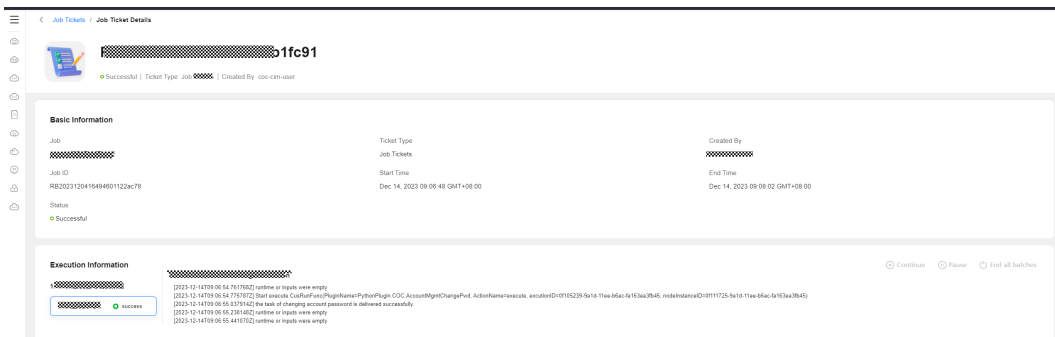 Job Tickets / Job Ticket Details
b1fc91
Successful | Ticket Type Job | Created By coc-cim-user
Basic Information
Job Ticket Type Created By
Job Tickets
Job ID Start Time End Time
RB2023120416494601122ac78 Dec 14, 2023 09:06:48 GMT+08:00 Dec 14, 2023 09:08:02 GMT+08:00
Status
Successful
Execution Information Continue Pause End all batches
1
success
[2023-12-14T09:06:54.761766Z] runtime or inputs were empty
[2023-12-14T09:06:54.775787Z] Start execute CusRunFunc(PluginName=PythonPlugin.COC.AccountMgmtChangePwd, ActionName=execute, excutionID=0f105239-9a1d-11ee-b5ac-fa163ea3fb45, nodeInstanceID=0f1f1725-9a1d-11ee-b6ac-fa163ea3fb45)
[2023-12-14T09:06:55.037914Z] the task of changing account password is delivered successfully.
[2023-12-14T09:06:55.238148Z] runtime or inputs were empty
[2023-12-14T09:06:55.441070Z] runtime or inputs were empty